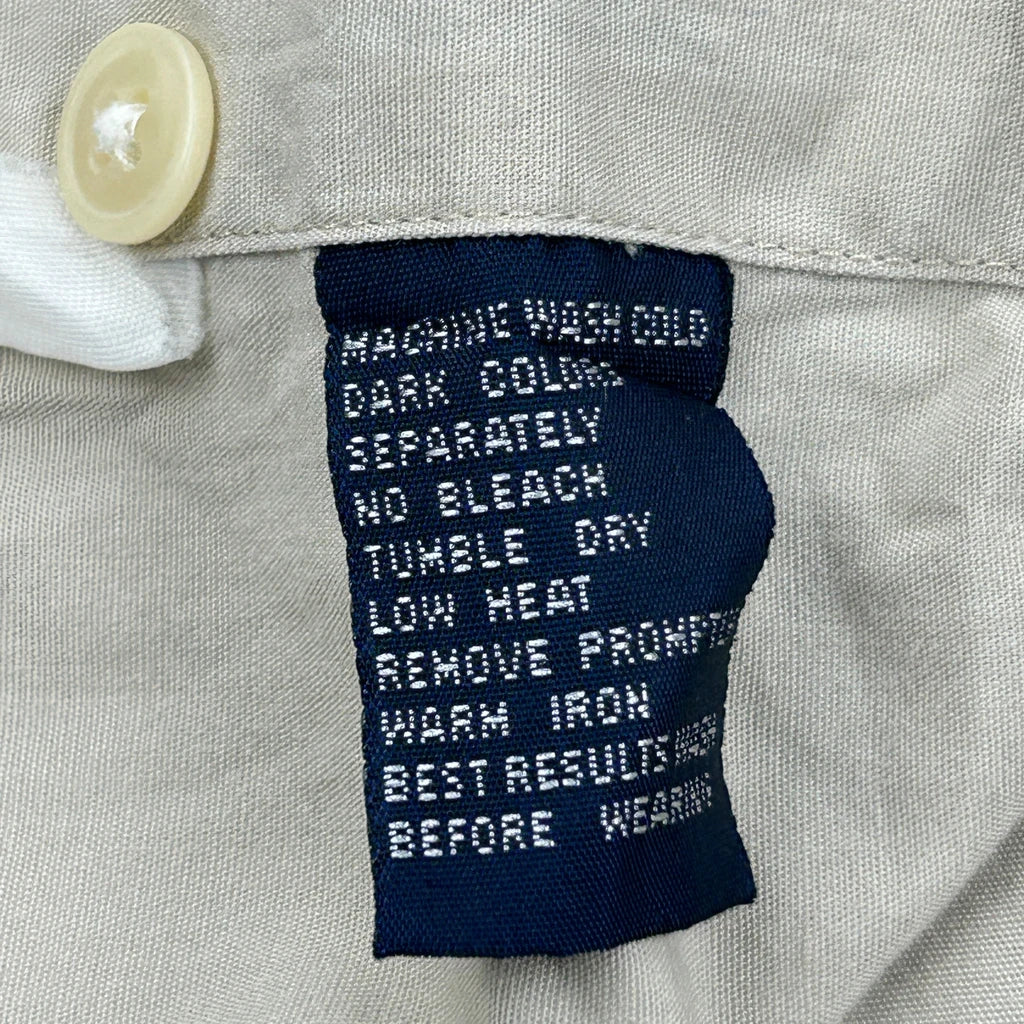 MACHINE WASH COLD
DARK COLORS
SEPARATELY
NO BLEACH
TUMBLE DRY
LOW HEAT
REMOVE PROMPTLY
WARM IRON
BEST RESULTS WASH
BEFORE WEARING